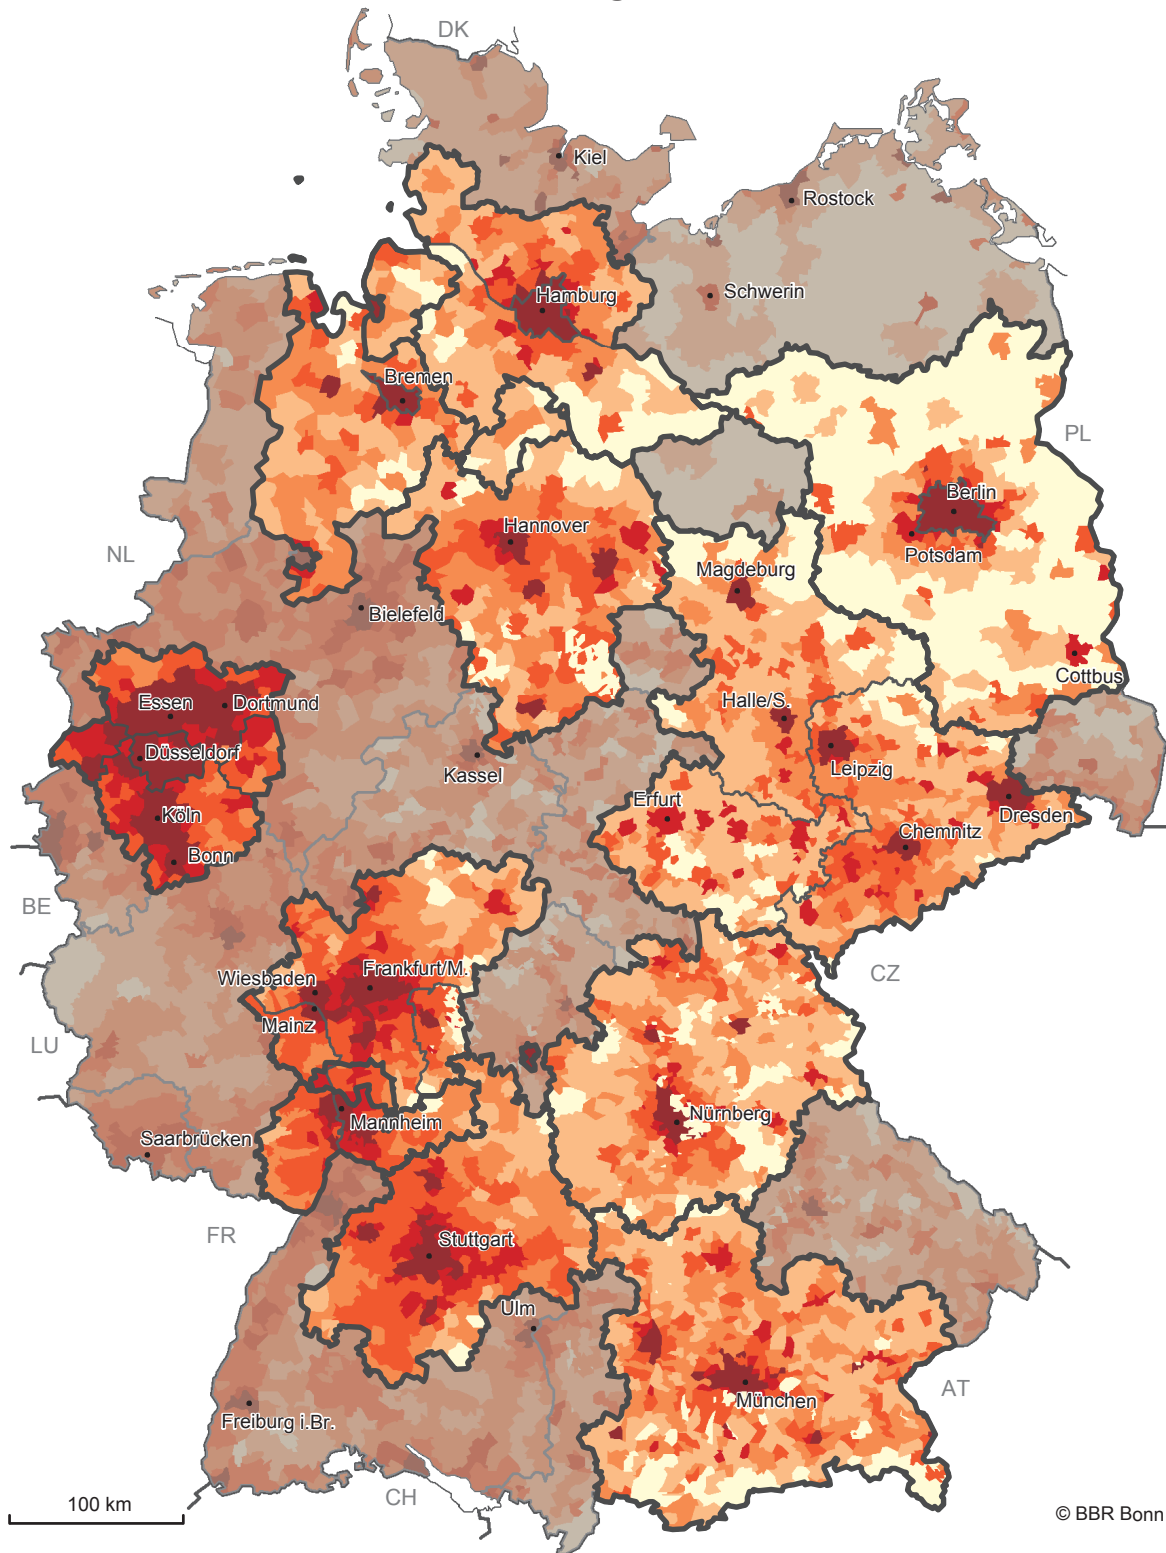 DK
Kiel
Rostock
Schwerin
Hamburg
Bremen
PL
Berlin
Hannover
NL
Potsdam
Magdeburg
Bielefeld
Cottbus
Essen
Dortmund
Halle/S.
Düsseldorf
Kassel
Leipzig
Erfurt
Köln
Dresden
Chemnitz
Bonn
BE
Wiesbaden
Frankfurt/M.
CZ
Mainz
LU
Nürnberg
Mannheim
Saarbrücken
FR
Stuttgart
Ulm
AT
München
Freiburg i.Br.
CH
100 km
© BBR Bonn